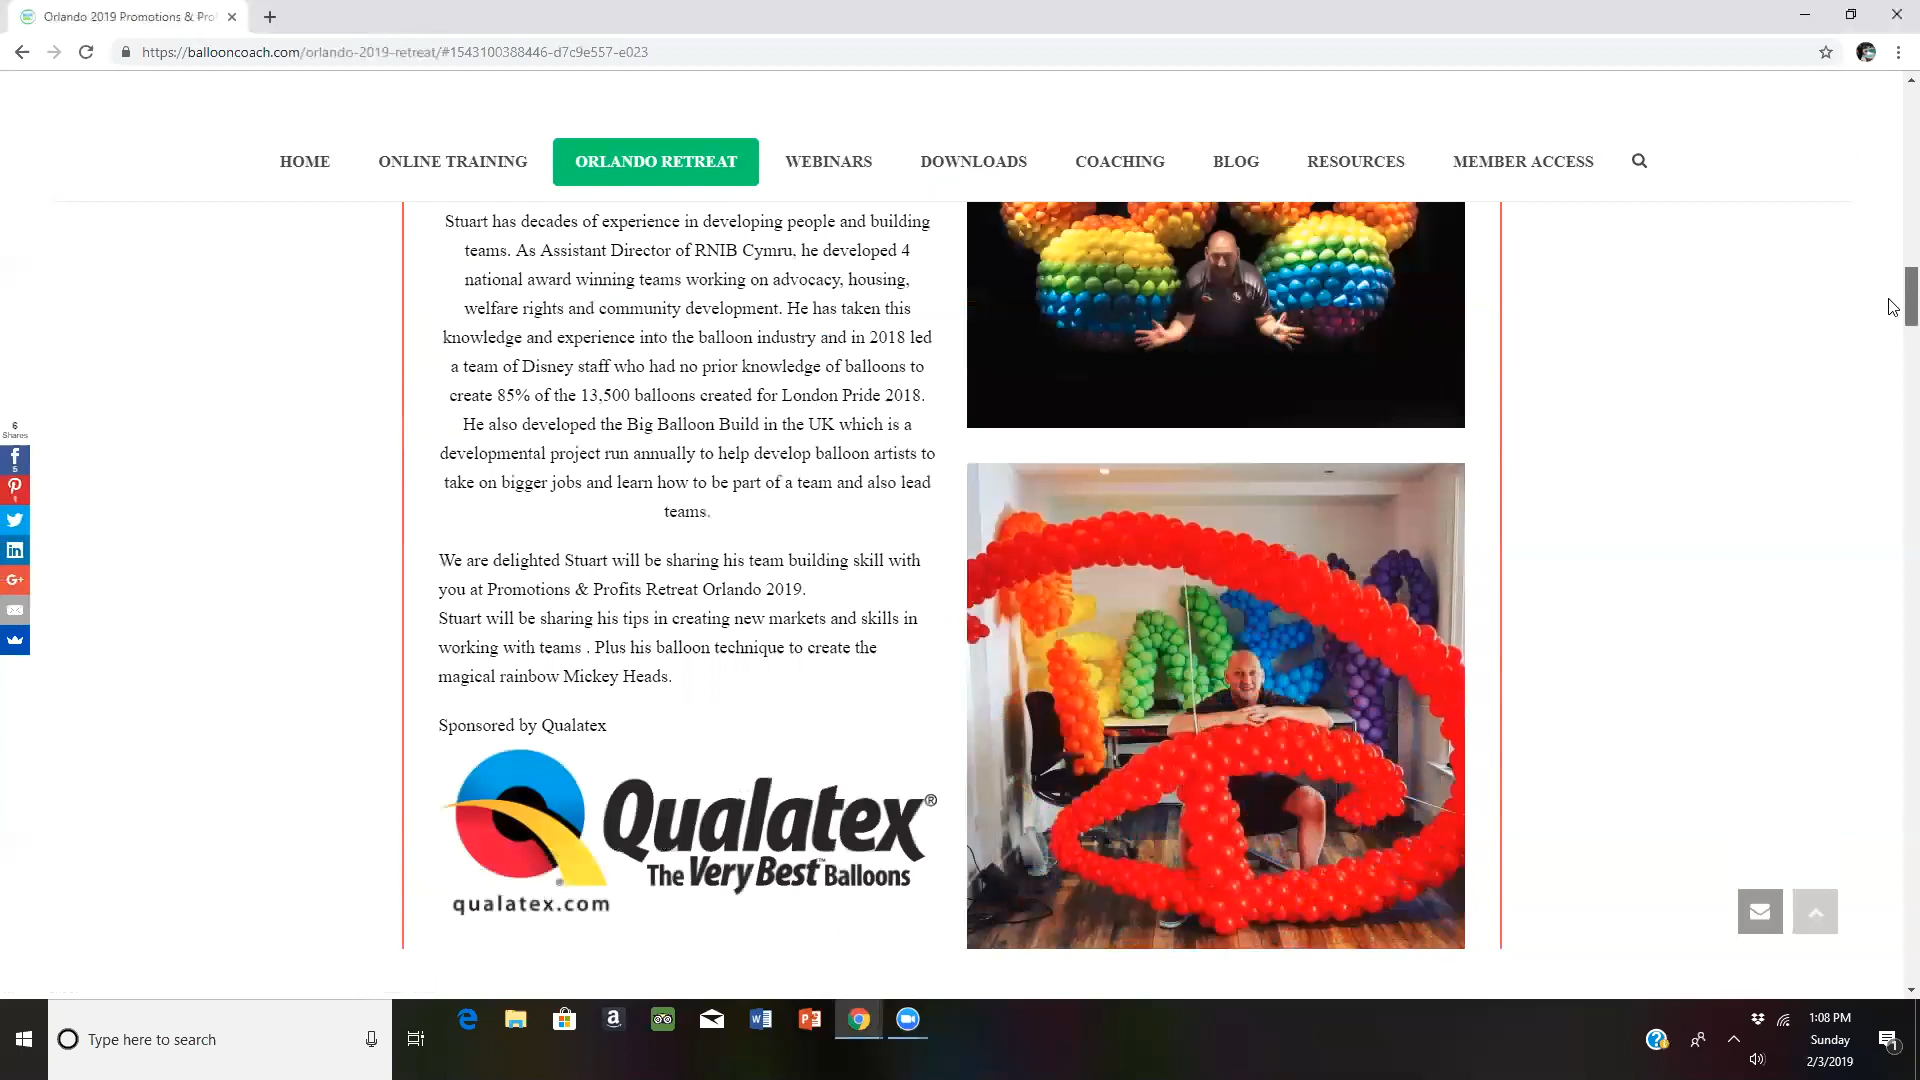 Orlando 2019 Promotions & Pro
https://ballooncoach.com/orlando-2019-retreat/#1543100388446-d7c9e557-e023
HOME ONLINE TRAINING ORLANDO RETREAT WEBINARS DOWNLOADS COACHING BLOG RESOURCES MEMBER ACCESS
Stuart has decades of experience in developing people and building
teams. As Assistant Director of RNIB Cymru, he developed 4
national award winning teams working on advocacy, housing,
welfare rights and community development. He has taken this
knowledge and experience into the balloon industry and in 2018 led
a team of Disney staff who had no prior knowledge of balloons to
create 85% of the 13,500 balloons created for London Pride 2018.
He also developed the Big Balloon Build in the UK which is a
developmental project run annually to help develop balloon artists to
take on bigger jobs and learn how to be part of a team and also lead
teams.
We are delighted Stuart will be sharing his team building skill with
you at Promotions & Profits Retreat Orlando 2019.
Stuart will be sharing his tips in creating new markets and skills in
working with teams . Plus his balloon technique to create the
magical rainbow Mickey Heads.
Sponsored by Qualatex
Qualatex®
The Very Best™ Balloons
qualatex.com
6
Shares
5
G+
Type here to search
1:08 PM
Sunday
2/3/2019
1